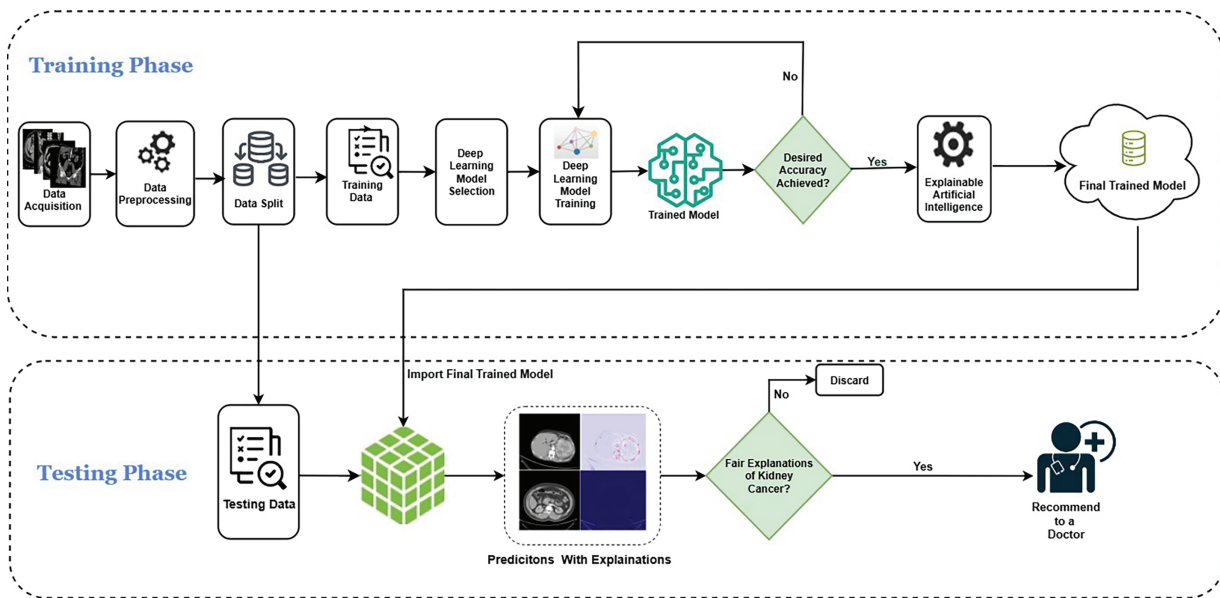 Training Phase
No
Data
Acquisition
Data
Preprocessing
Data Split
Training
Data
Deep
Learning
Model
Selection
Deep
Learning
Model
Training
Trained Model
Desired
Accuracy
Achieved?
Yes
Explainable
Artificial
Intelligence
Final Trained Model
Import Final Trained Model
Discard
No
Testing Phase
Testing Data
Predicitons With Explainations
Fair Explanations
of Kidney
Cancer?
Yes
Recommend
to a
Doctor